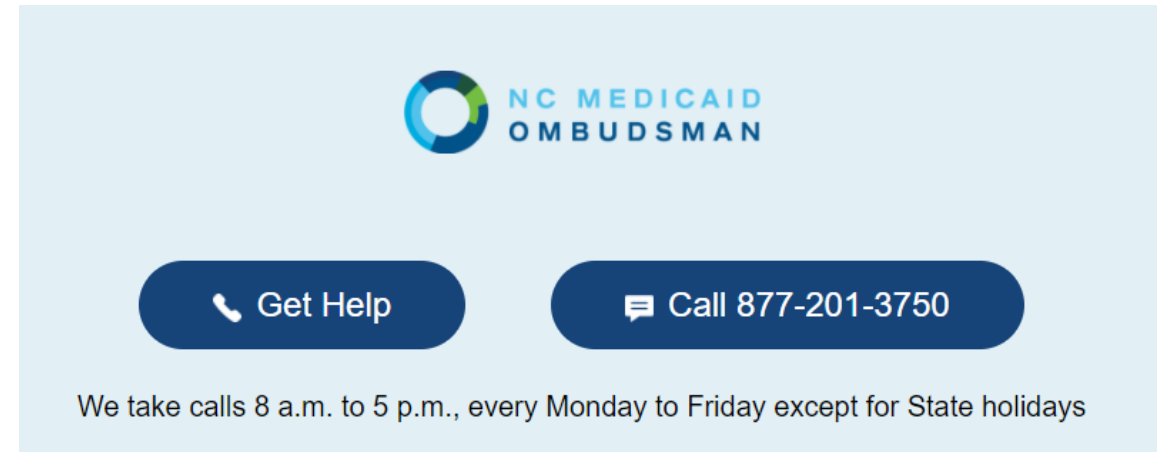 NC MEDICAID
OMBUDSMAN
Get Help
Call 877-201-3750
We take calls 8 a.m. to 5 p.m., every Monday to Friday except for State holidays